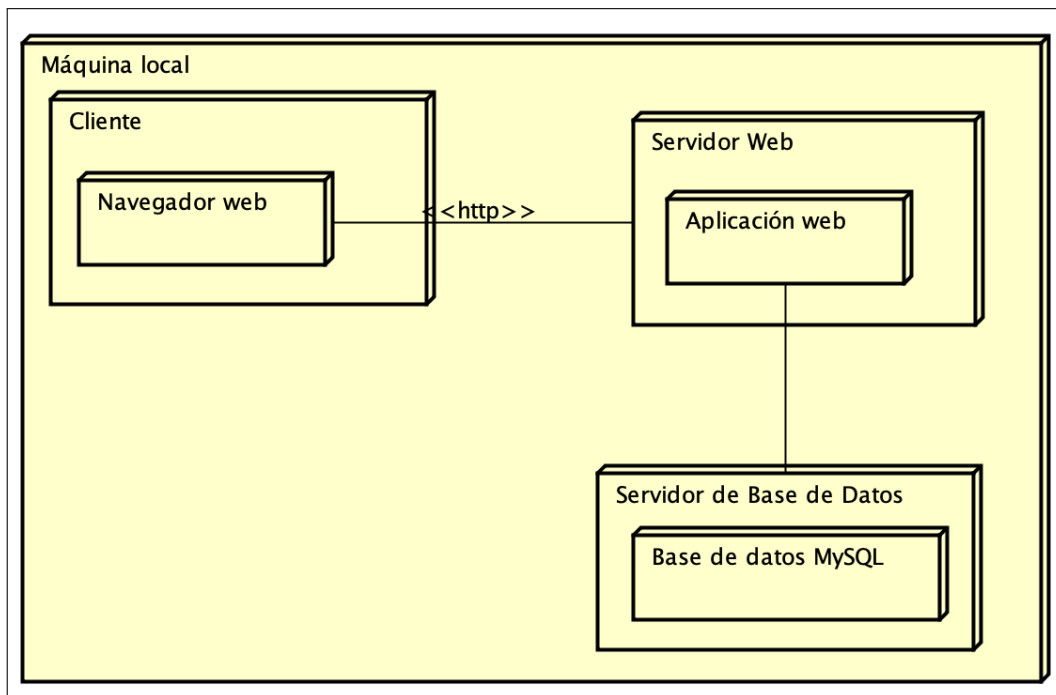 Máquina local
Cliente
Navegador web
<<http>>
Servidor Web
Aplicación web
Servidor de Base de Datos
Base de datos MySQL